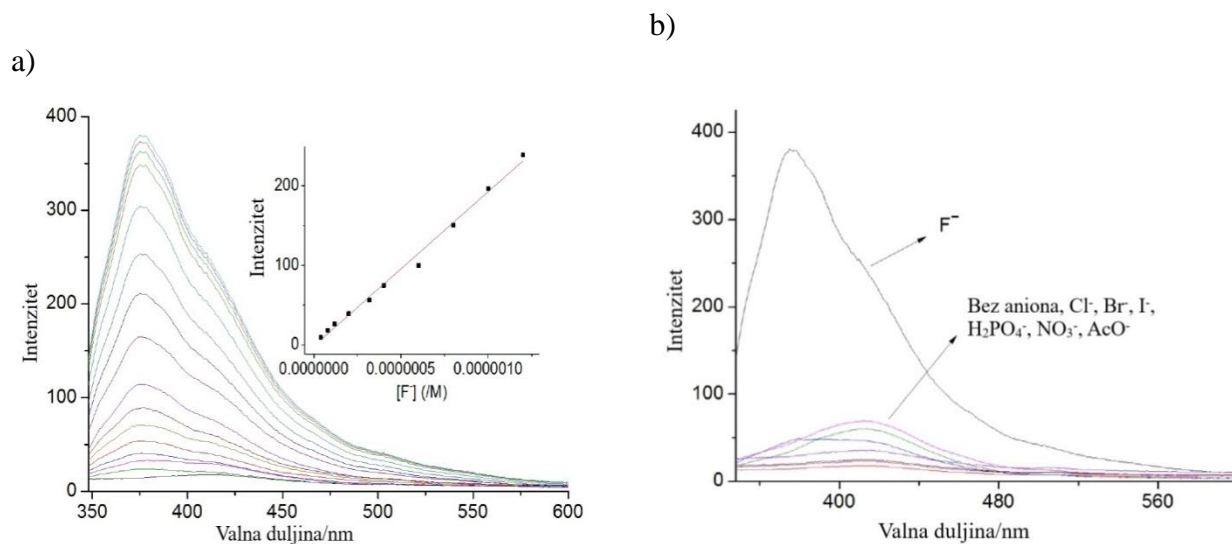 a)
400
300
200
100
0
Intenzitet
350
400
450
500
550
600
Valna duljina/nm
200
100
0
Intenzitet
0.0000000
0.0000005
0.0000010
[F⁻] (/M)
b)
400
300
200
100
0
Intenzitet
400
480
560
Valna duljina/nm
F⁻
Bez aniona, Cl⁻, Br⁻, I⁻,
H₂PO₄⁻, NO₃⁻, AcO⁻